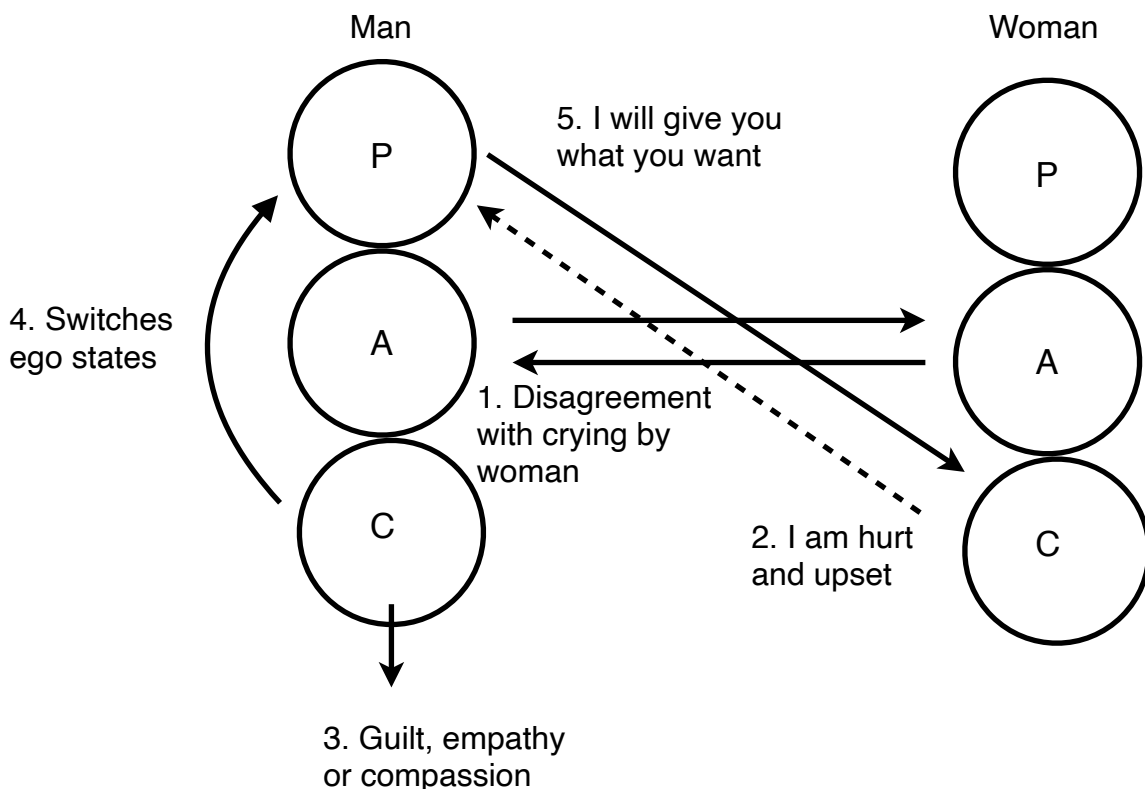 Man
Woman
P
5. I will give you
what you want
P
4. Switches
ego states
A
A
1. Disagreement
with crying by
woman
C
2. I am hurt
and upset
C
3. Guilt, empathy
or compassion